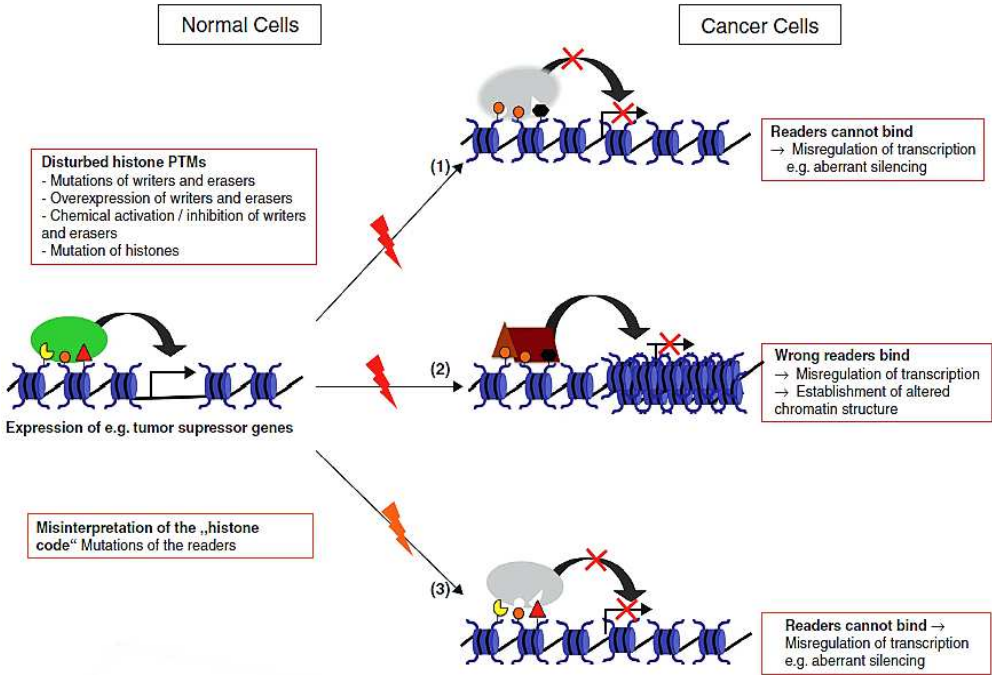 Normal Cells
Cancer Cells
Disturbed histone PTMs
- Mutations of writers and erasers
- Overexpression of writers and erasers
- Chemical activation / inhibition of writers
and erasers
- Mutation of histones
(1)
Readers cannot bind
→ Misregulation of transcription
e.g. aberrant silencing
Expression of e.g. tumor supressor genes
(2)
Wrong readers bind
→ Misregulation of transcription
→ Establishment of altered
chromatin structure
Misinterpretation of the „histone
code“ Mutations of the readers
(3)
Readers cannot bind →
Misregulation of transcription
e.g. aberrant silencing